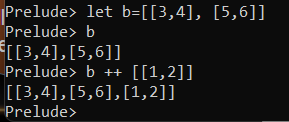 Prelude> let b=[[3,4], [5,6]]
Prelude> b
[[3,4],[5,6]]
Prelude> b ++ [[1,2]]
[[3,4],[5,6],[1,2]]
Prelude>